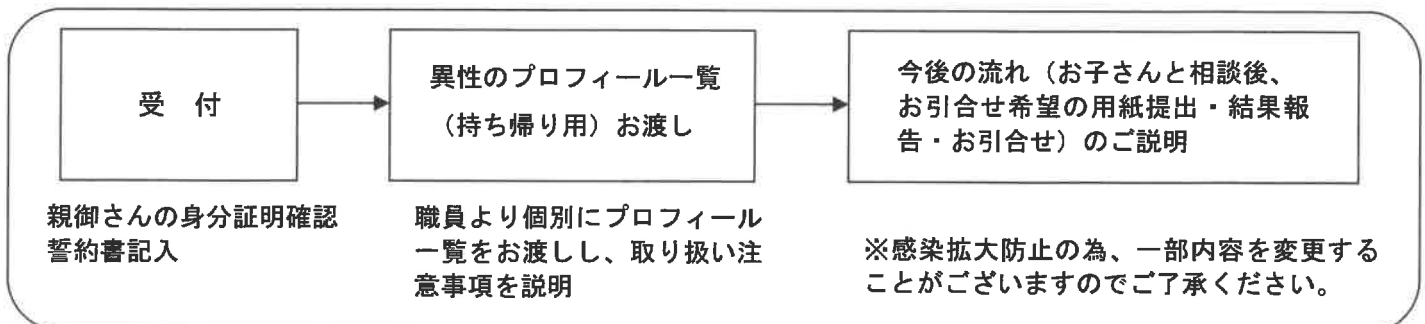 受　付
異性のプロフィール一覧
（持ち帰り用）お渡し
今後の流れ（お子さんと相談後、
お引合せ希望の用紙提出・結果報
告・お引合せ）のご説明
親御さんの身分証明確認
誓約書記入
職員より個別にプロフィール
一覧をお渡しし、取り扱い注
意事項を説明
※感染拡大防止の為、一部内容を変更する
ことがございますのでご了承ください。